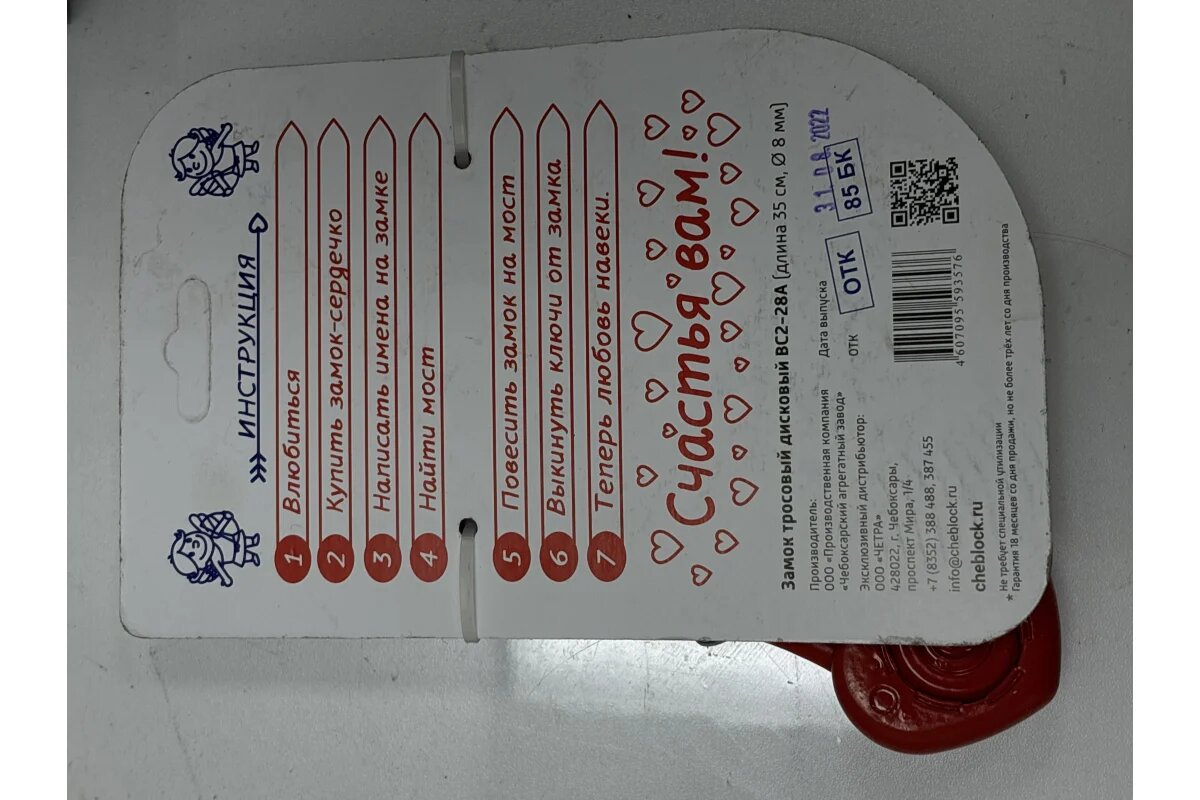 ИНСТРУКЦИЯ
1 Влюбиться
2 Купить замок-сердечко
3 Написать имена на замке
4 Найти мост
5 Повесить замок на мост
6 Выкинуть ключи от замка
7 Теперь любовь навеки.
Счастья вам!
Замок тросовый дисковый ВС2-28А (длина 35 см, Ø 8 мм)
Производитель:
ООО «Производственная компания
«Чебоксарский агрегатный завод»
Эксклюзивный дистрибьютор:
ООО «ЧЕТРА»
428022, г. Чебоксары,
проспект Мира, 1/4
+7 (8352) 388 488, 387 455
info@cheblock.ru
cheblock.ru
Дата выпуска 31 08 2022
ОТК ОТК 85 БК
4 607095 593576
* Не требует специальной утилизации
* Гарантия 18 месяцев со дня продажи, но не более трёх лет со дня производства